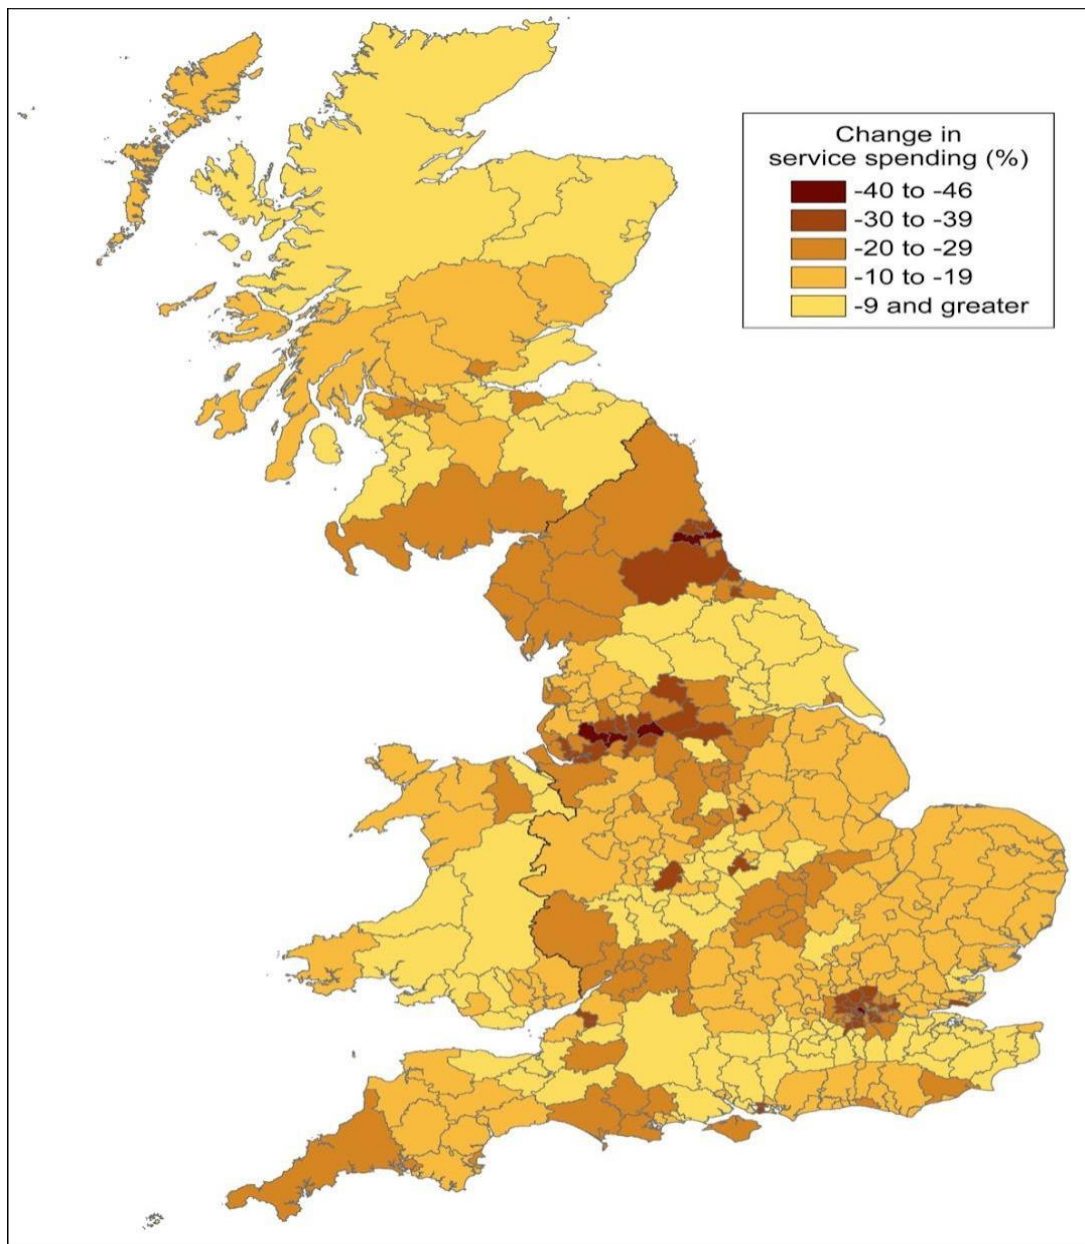 Change in
service spending (%)
-40 to -46
-30 to -39
-20 to -29
-10 to -19
-9 and greater